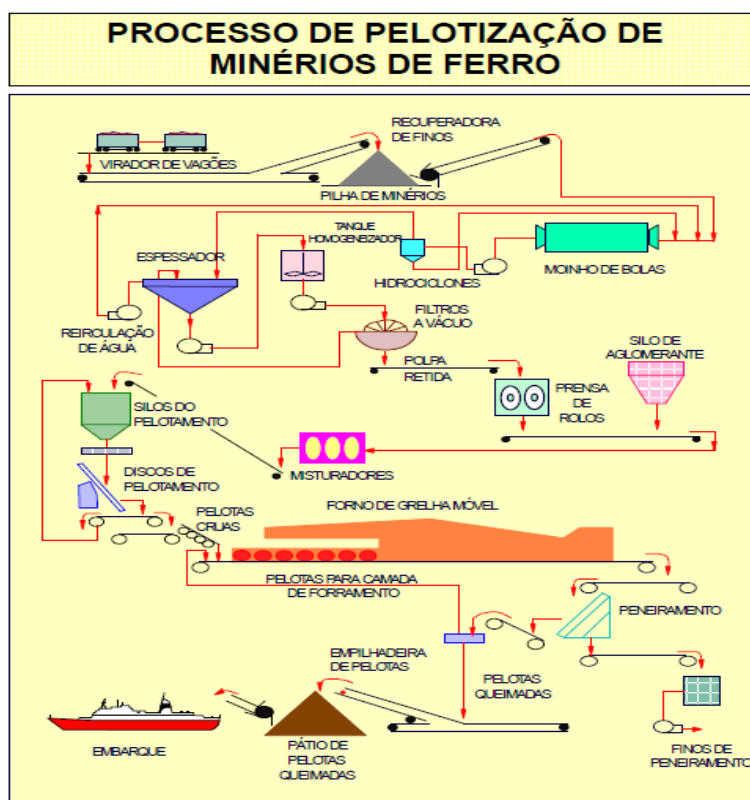 PROCESSO DE PELOTIZAÇÃO DE
MINÉRIOS DE FERRO
RECUPERADORA
DE FINOS
VIRADOR DE VAGÕES
PILHA DE MINÉRIOS
TANQUE
HOMOGENEIZADOR
ESPESSADOR
HIDROCICLONES
MOINHO DE BOLAS
REIRCULAÇÃO
DE ÁGUA
FILTROS
A VÁCUO
SILO DE
AGLOMERANTE
POLPA
RETIDA
PRENSA
DE
ROLOS
SILOS DO
PELOTAMENTO
MISTURADORES
DISCOS DE
PELOTAMENTO
PELOTAS
CRUAS
FORNO DE GRELHA MÓVEL
PELOTAS PARA CAMADA
DE FORRAMENTO
PENEIRAMENTO
EMPILHADEIRA
DE PELOTAS
PELOTAS
QUEIMADAS
EMBARQUE
PÁTIO DE
PELOTAS
QUEIMADAS
FINOS DE
PENEIRAMENTO